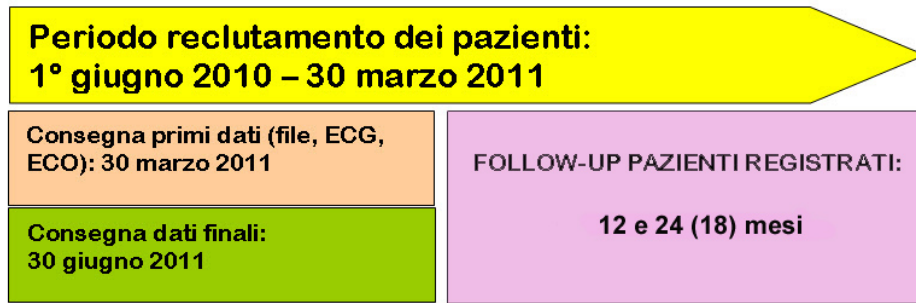 Periodo reclutamento dei pazienti:
1° giugno 2010 – 30 marzo 2011
Consegna primi dati (file, ECG,
ECO): 30 marzo 2011
Consegna dati finali:
30 giugno 2011
FOLLOW-UP PAZIENTI REGISTRATI:
12 e 24 (18) mesi